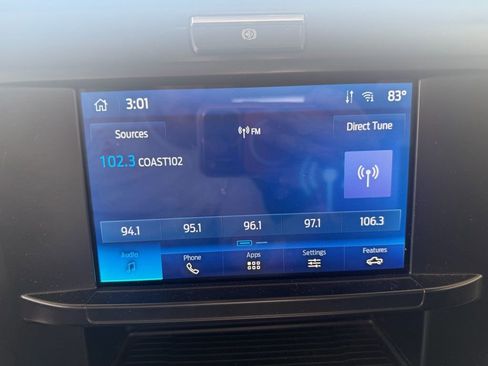 3:01
83°
Sources
FM
Direct Tune
102.3 COAST102
94.1 95.1 96.1 97.1 106.3
Audio Phone Apps Settings Features